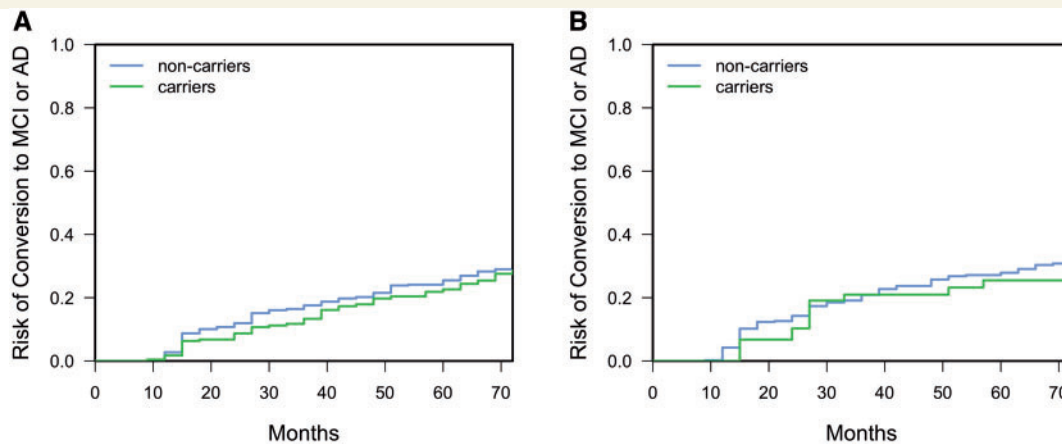 A
Risk of Conversion to MCI or AD
1.0
0.8
0.6
0.4
0.2
0.0
non-carriers
carriers
0 10 20 30 40 50 60 70
Months
B
Risk of Conversion to MCI or AD
1.0
0.8
0.6
0.4
0.2
0.0
non-carriers
carriers
0 10 20 30 40 50 60 70
Months